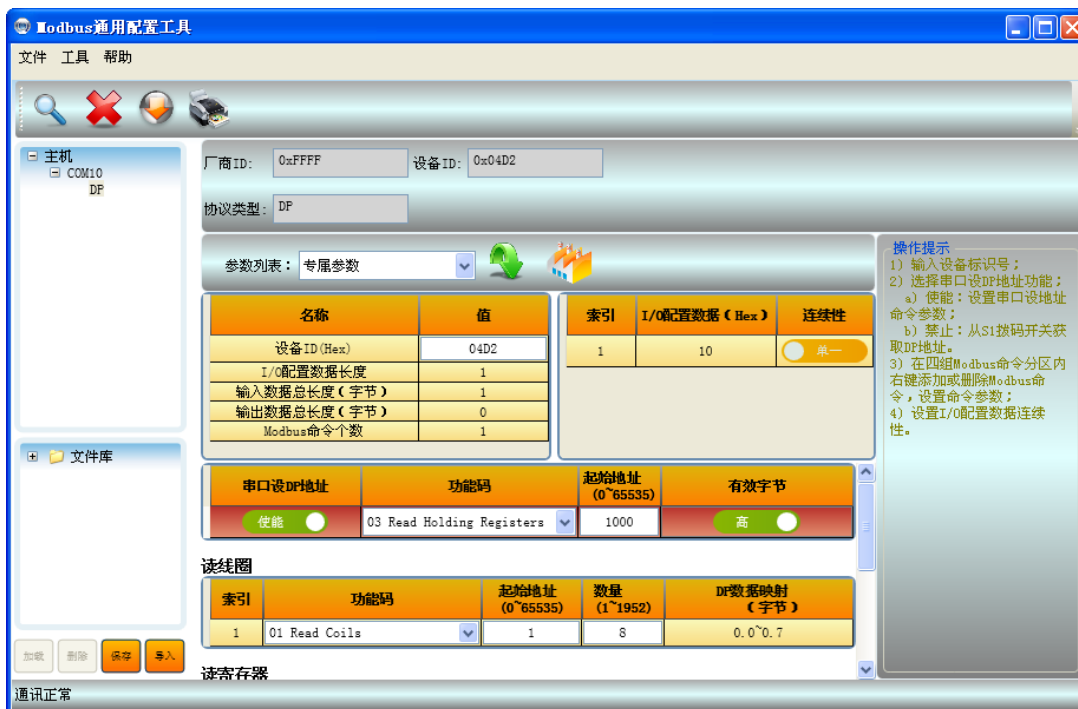 Modbus通用配置工具
文件 工具 帮助
主机
COM10
DP
厂商ID: 0xFFFF 设备ID: 0x04D2
协议类型: DP
参数列表： 专属参数
名称 值
设备ID(Hex) 04D2
I/O配置数据长度 1
输入数据总长度（字节） 1
输出数据总长度（字节） 0
Modbus命令个数 1
索引 I/O配置数据（Hex） 连续性
1 10 单一
操作提示
1) 输入设备标识号；
2) 选择串口设DP地址功能；
a) 使能：设置串口设地址
命令参数；
b) 禁止：从S1拨码开关获
取DP地址。
3) 在四组Modbus命令分区内
右键添加或删除Modbus命
令，设置命令参数；
4) 设置I/O配置数据连续
性。
文件库
串口设DP地址 功能码 起始地址 有效字节
(0~65535)
使能 03 Read Holding Registers 1000 高
读线圈
索引 功能码 起始地址 数量 DP数据映射
(0~65535) (1~1952) （字节）
1 01 Read Coils 1 8 0.0~0.7
读寄存器
加载 删除 保存 导入
通讯正常